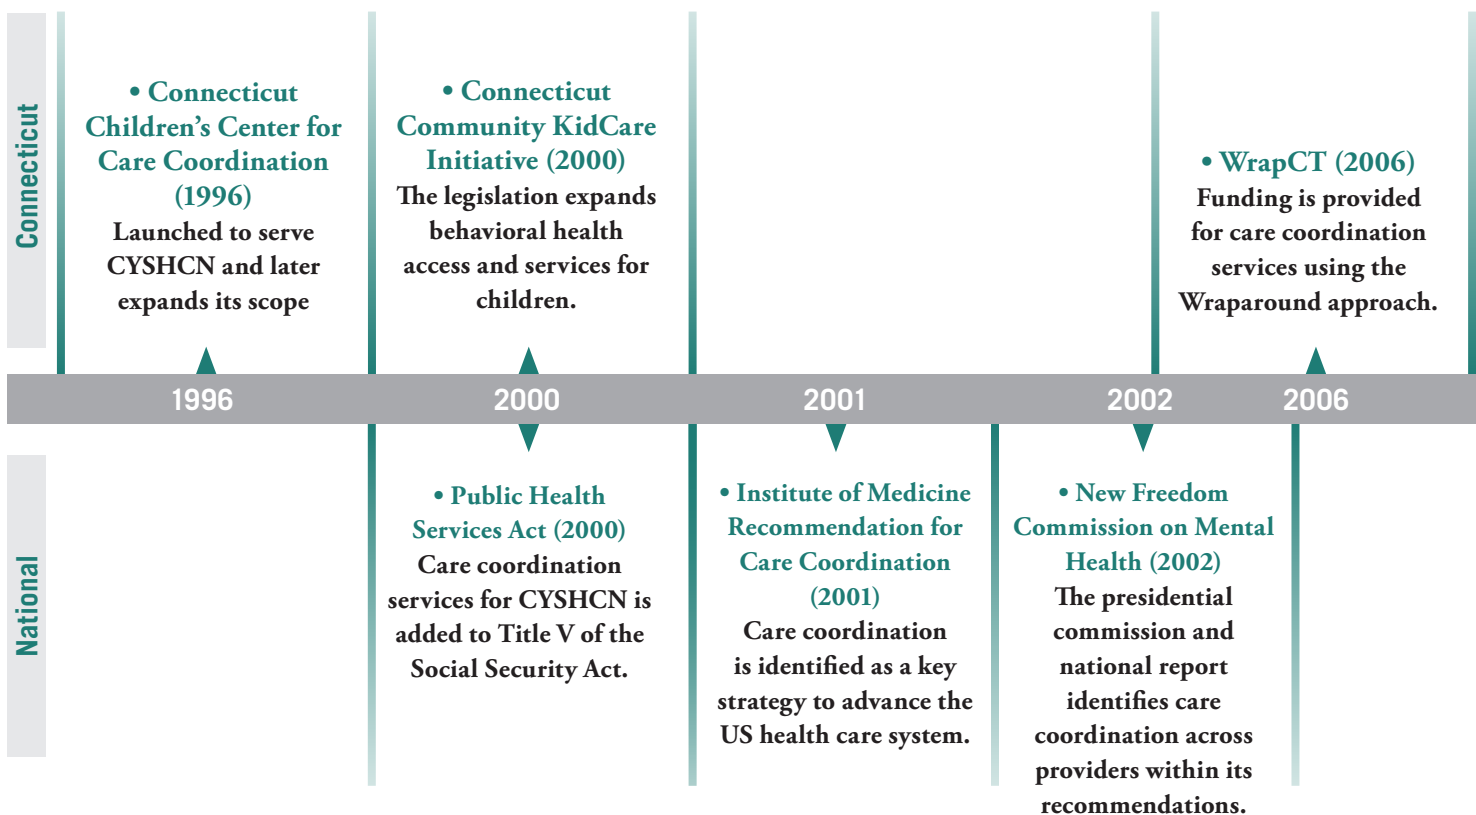 Connecticut
• Connecticut
Children’s Center for
Care Coordination
(1996)
Launched to serve
CYSHCN and later
expands its scope
• Connecticut
Community KidCare
Initiative (2000)
The legislation expands
behavioral health
access and services for
children.
• WrapCT (2006)
Funding is provided
for care coordination
services using the
Wraparound approach.
1996
2000
2001
2002
2006
National
• Public Health
Services Act (2000)
Care coordination
services for CYSHCN is
added to Title V of the
Social Security Act.
• Institute of Medicine
Recommendation for
Care Coordination
(2001)
Care coordination
is identified as a key
strategy to advance the
US health care system.
• New Freedom
Commission on Mental
Health (2002)
The presidential
commission and
national report
identifies care
coordination across
providers within its
recommendations.